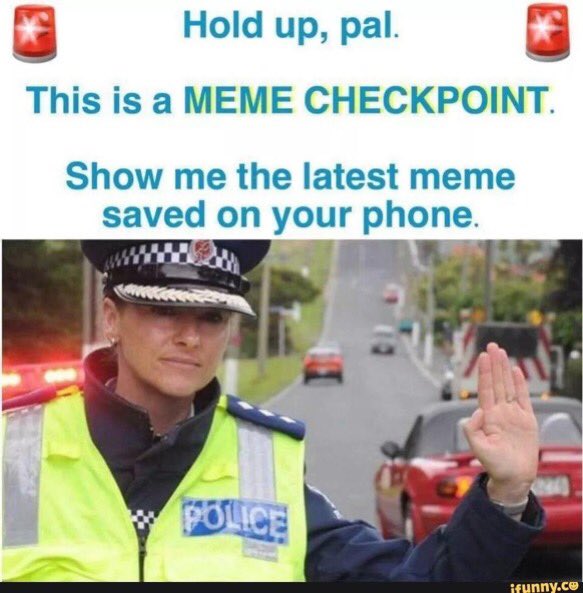 Hold up, pal.
This is a MEME CHECKPOINT.
Show me the latest meme
saved on your phone.
POLICE
ifunny.co